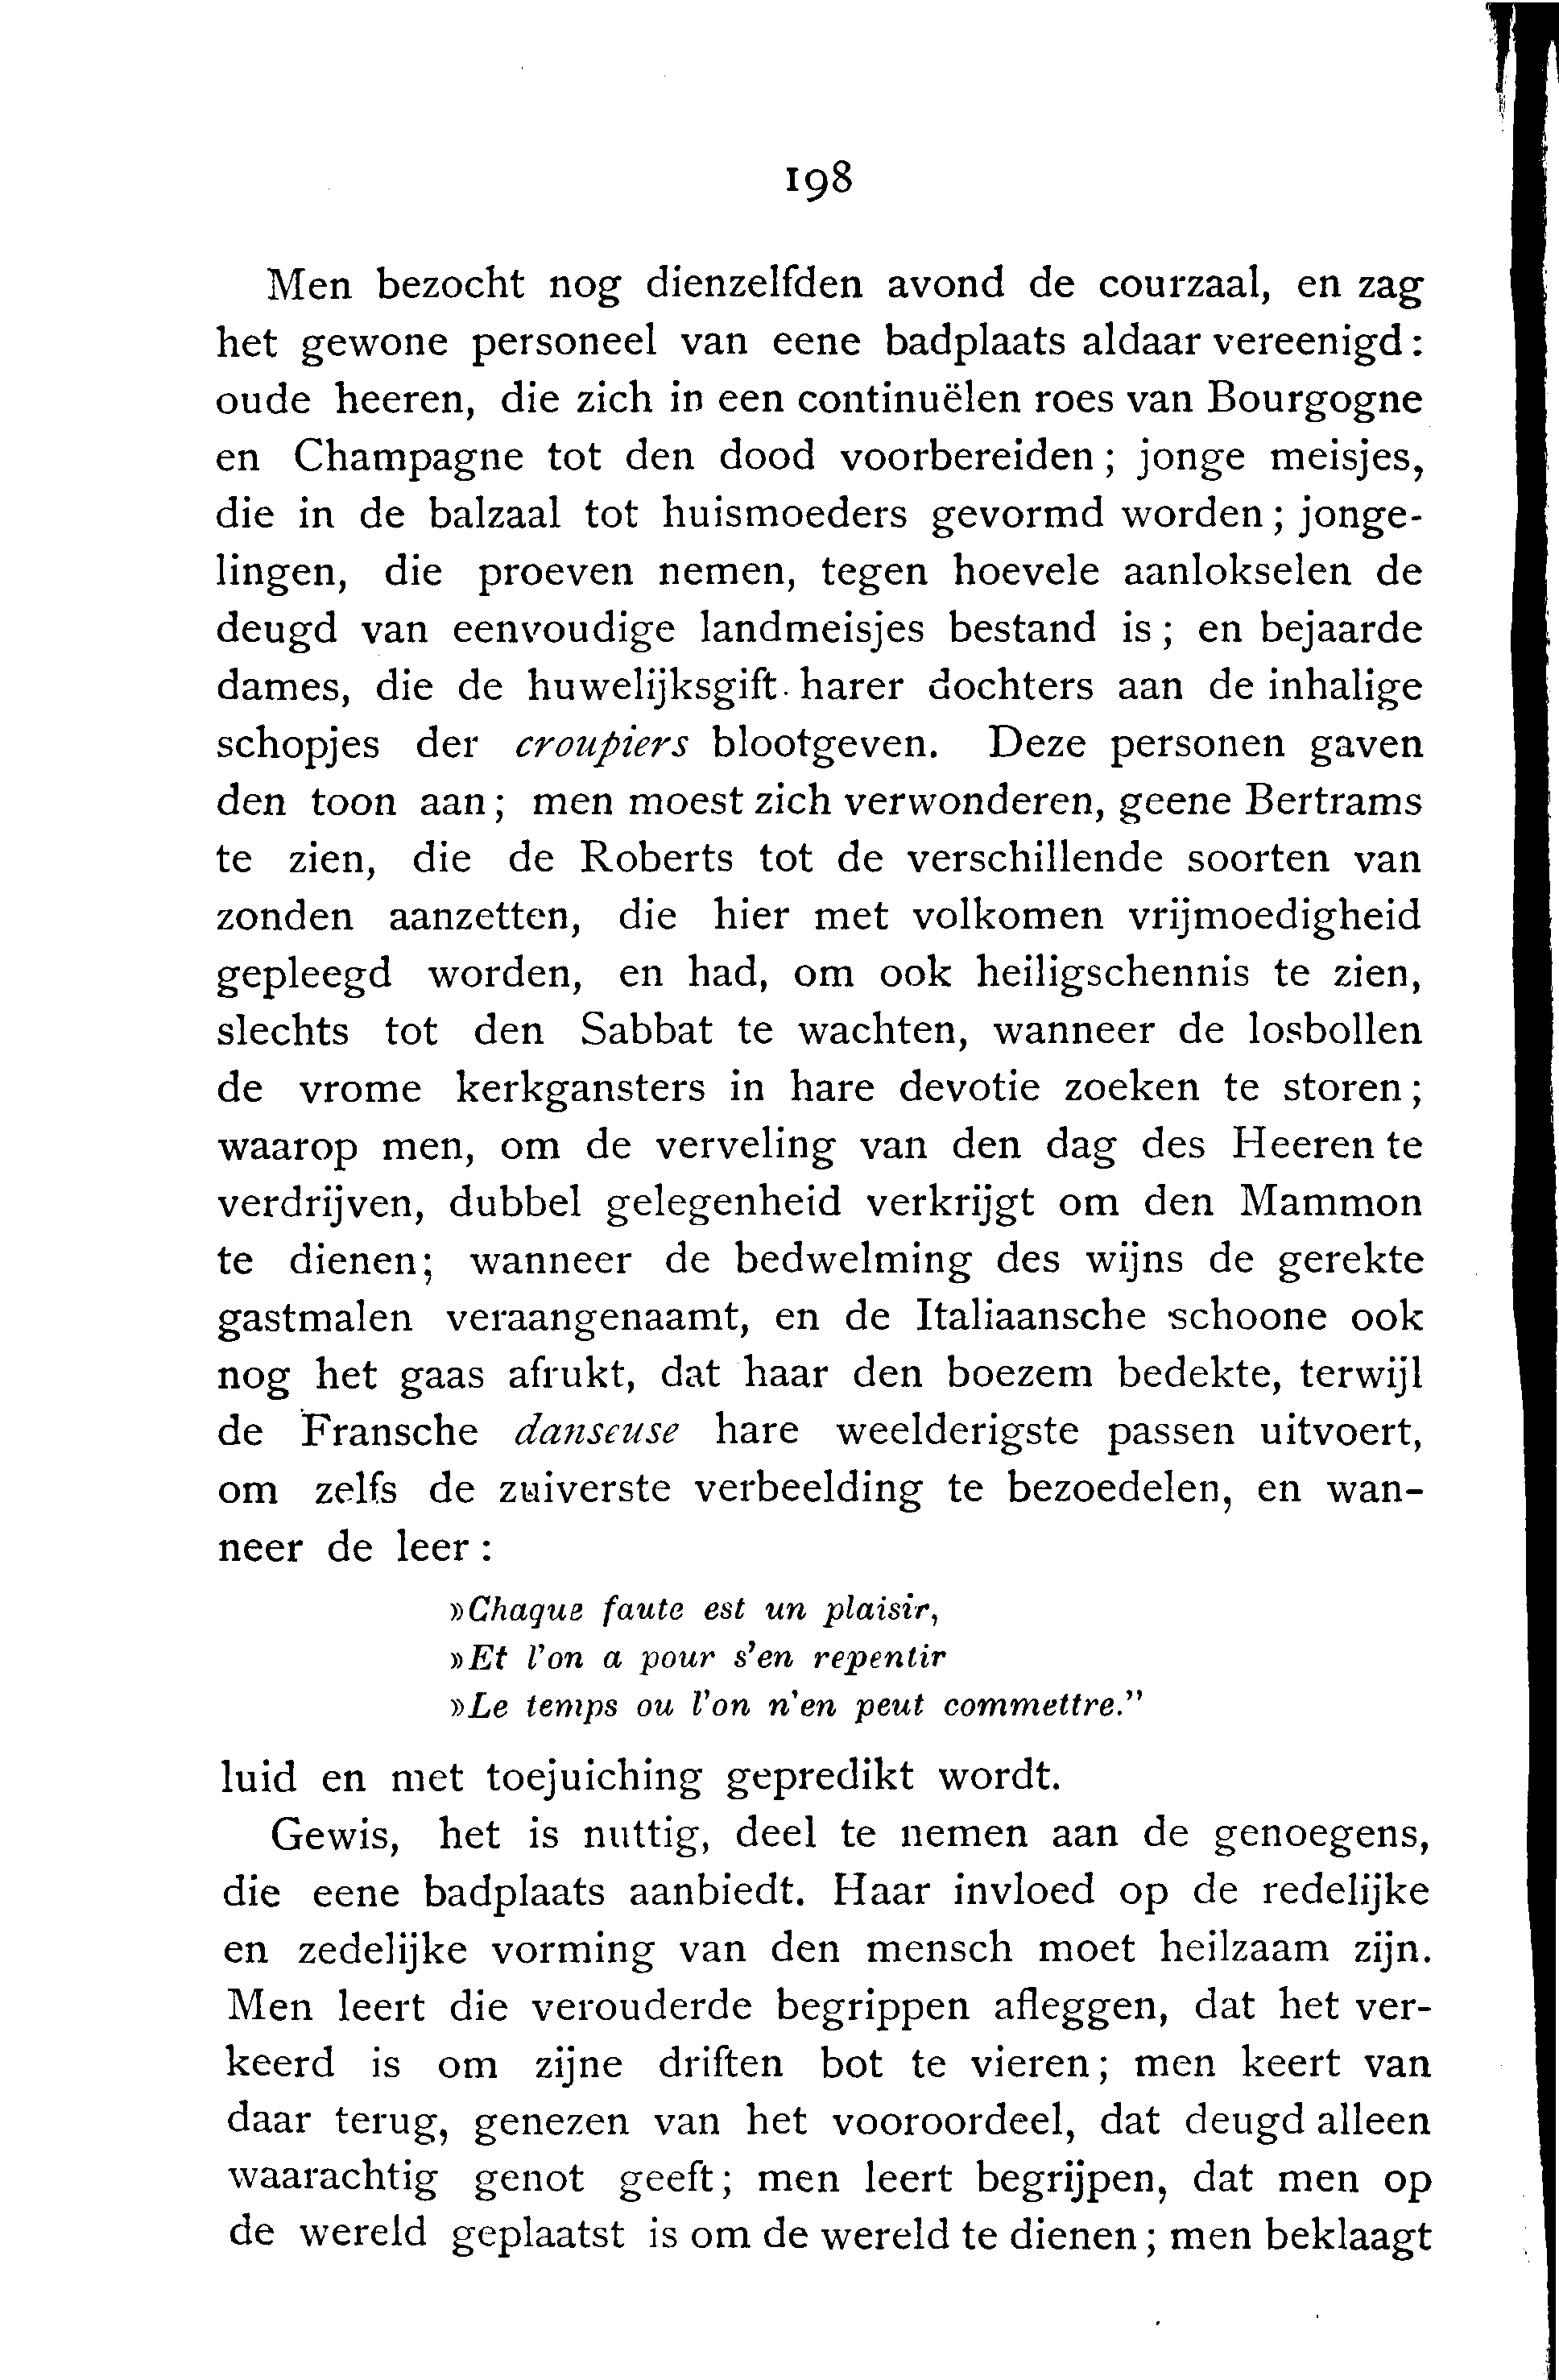 198
Men bezocht nog dienzelfden avond de courzaal, en zag
het gewone personeel van eene badplaats aldaar vereenigd:
oude heeren, die zich in een continuëlen roes van Bourgogne
en Champagne tot den dood voorbereiden; jonge meisjes,
die in de balzaal tot huismoeders gevormd worden; jonge-
lingen, die proeven nemen, tegen hoevele aanlokselen de
deugd van eenvoudige landmeisjes bestand is; en bejaarde
dames, die de huwelijksgift harer dochters aan de inhalige
schopjes der croupiers blootgeven. Deze personen gaven
den toon aan; men moest zich verwonderen, geene Bertrams
te zien, die de Roberts tot de verschillende soorten van
zonden aanzetten, die hier met volkomen vrijmoedigheid
gepleegd worden, en had, om ook heiligschennis te zien,
slechts tot den Sabbat te wachten, wanneer de losbollen
de vrome kerkgansters in hare devotie zoeken te storen;
waarop men, om de verveling van den dag des Heeren te
verdrijven, dubbel gelegenheid verkrijgt om den Mammon
te dienen; wanneer de bedwelming des wijns de gerekte
gastmalen veraangenaamt, en de Italiaansche schoone ook
nog het gaas afrukt, dat haar den boezem bedekte, terwijl
de Fransche danseuse hare weelderigste passen uitvoert,
om zelfs de zuiverste verbeelding te bezoedelen, en wan-
neer de leer:
»Chaque faute est un plaisir,
»Et l'on a pour s'en repentir
»Le temps ou l'on n'en peut commettre."
luid en met toejuiching gepredikt wordt.
Gewis, het is nuttig, deel te nemen aan de genoegens,
die eene badplaats aanbiedt. Haar invloed op de redelijke
en zedelijke vorming van den mensch moet heilzaam zijn.
Men leert die verouderde begrippen afleggen, dat het ver-
keerd is om zijne driften bot te vieren; men keert van
daar terug, genezen van het vooroordeel, dat deugd alleen
waarachtig genot geeft; men leert begrijpen, dat men op
de wereld geplaatst is om de wereld te dienen; men beklaagt